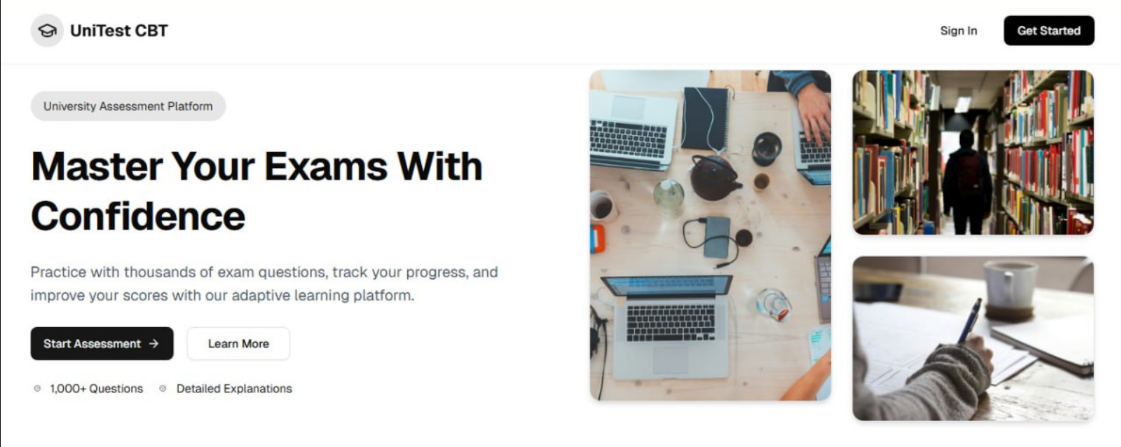 UniTest CBT
Sign In
Get Started
University Assessment Platform
Master Your Exams With
Confidence
Practice with thousands of exam questions, track your progress, and
improve your scores with our adaptive learning platform.
Start Assessment →
Learn More
1,000+ Questions
Detailed Explanations